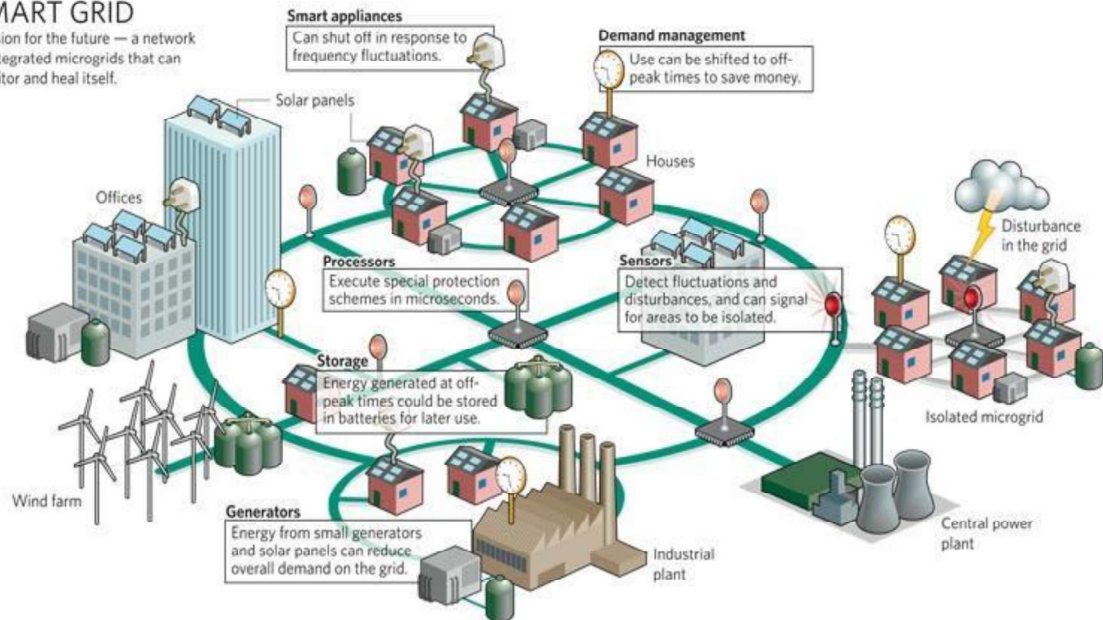 MART GRID
sion for the future — a network
tegrated microgrids that can
itor and heal itself.
Smart appliances
Can shut off in response to
frequency fluctuations.
Demand management
Use can be shifted to off-
peak times to save money.
Solar panels
Houses
Offices
Disturbance
in the grid
Processors
Execute special protection
schemes in microseconds.
Sensors
Detect fluctuations and
disturbances, and can signal
for areas to be isolated.
Storage
Energy generated at off-
peak times could be stored
in batteries for later use.
Isolated microgrid
Wind farm
Generators
Energy from small generators
and solar panels can reduce
overall demand on the grid.
Industrial
plant
Central power
plant